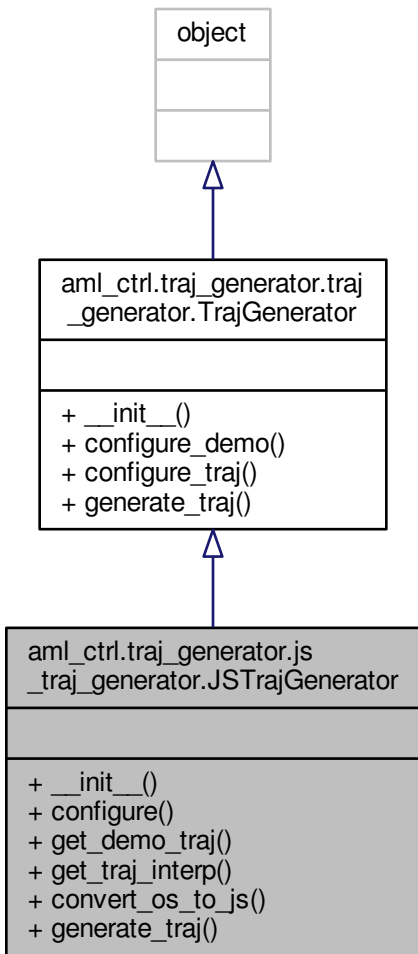 object
aml_ctrl.traj_generator.traj
_generator.TrajGenerator
+ __init__()
+ configure_demo()
+ configure_traj()
+ generate_traj()
aml_ctrl.traj_generator.js
_traj_generator.JSTrajGenerator
+ __init__()
+ configure()
+ get_demo_traj()
+ get_traj_interp()
+ convert_os_to_js()
+ generate_traj()